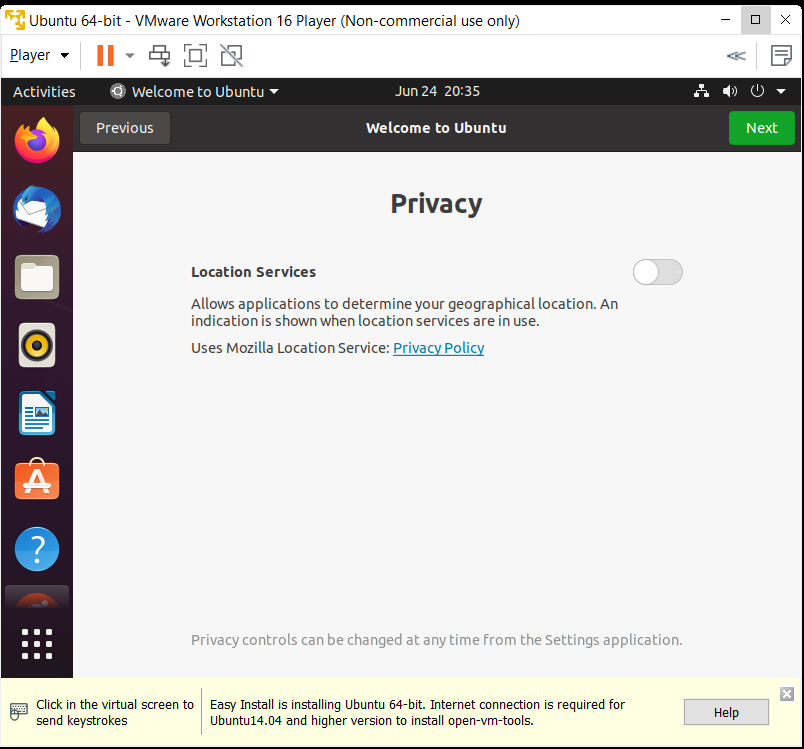 Ubuntu 64-bit - VMware Workstation 16 Player (Non-commercial use only)
Player
Activities
Welcome to Ubuntu
Jun 24 20:35
Previous
Welcome to Ubuntu
Next
Privacy
Location Services
Allows applications to determine your geographical location. An
indication is shown when location services are in use.
Uses Mozilla Location Service: Privacy Policy
Privacy controls can be changed at any time from the Settings application.
Click in the virtual screen to
send keystrokes
Easy Install is installing Ubuntu 64-bit. Internet connection is required for
Ubuntu14.04 and higher version to install open-vm-tools.
Help